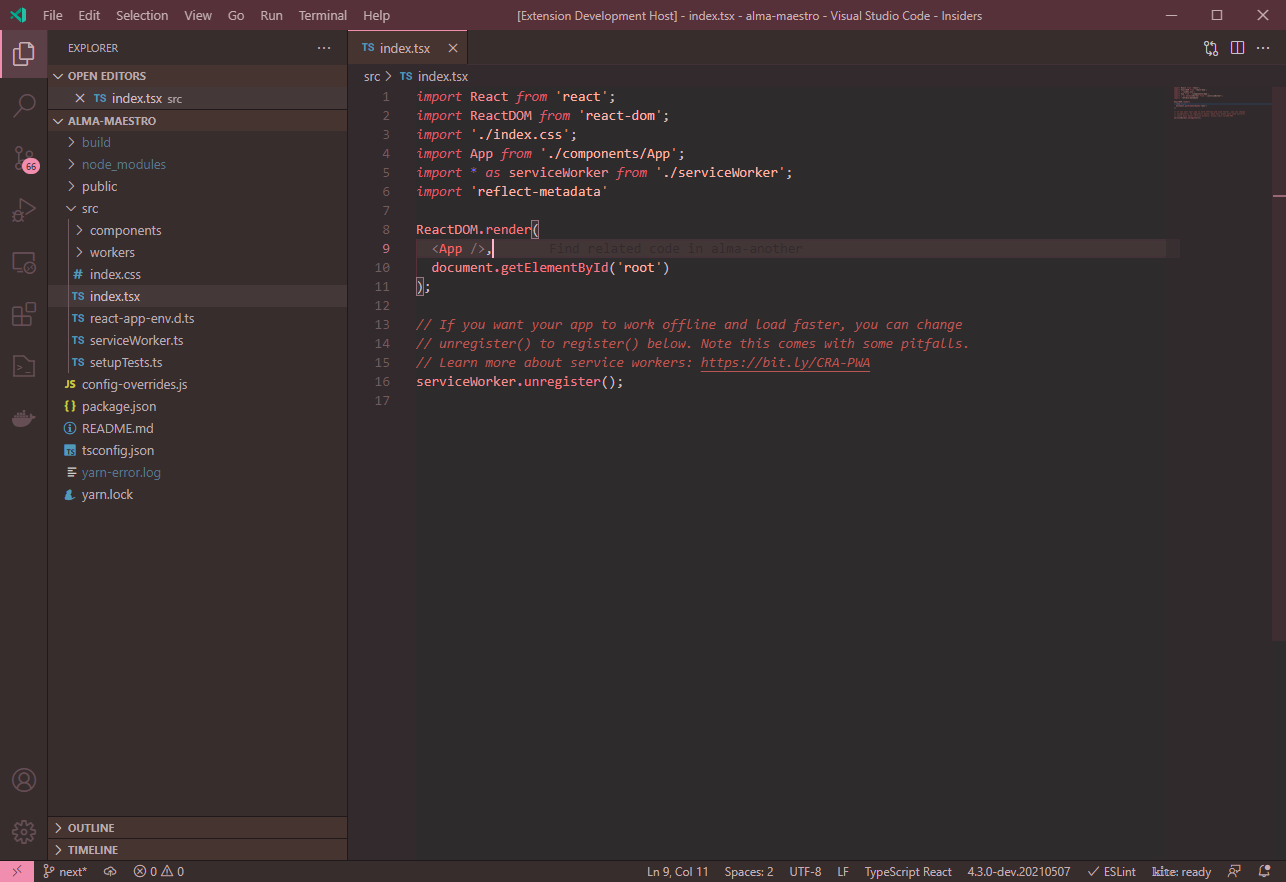 File Edit Selection View Go Run Terminal Help
[Extension Development Host] - index.tsx - alma-maestro - Visual Studio Code - Insiders
EXPLORER
OPEN EDITORS
TS index.tsx src
ALMA-MAESTRO
build
node_modules
public
src
components
workers
# index.css
TS index.tsx
TS react-app-env.d.ts
TS serviceWorker.ts
TS setupTests.ts
JS config-overrides.js
{} package.json
README.md
TS tsconfig.json
yarn-error.log
yarn.lock
OUTLINE
TIMELINE
66
TS index.tsx
src > TS index.tsx
1 import React from 'react';
2 import ReactDOM from 'react-dom';
3 import './index.css';
4 import App from './components/App';
5 import * as serviceWorker from './serviceWorker';
6 import 'reflect-metadata'
7
8 ReactDOM.render(
9 <App />, Find related code in alma-another
10 document.getElementById('root')
11 );
12
13 // If you want your app to work offline and load faster, you can change
14 // unregister() to register() below. Note this comes with some pitfalls.
15 // Learn more about service workers: https://bit.ly/CRA-PWA
16 serviceWorker.unregister();
17
next* 0 0 Ln 9, Col 11 Spaces: 2 UTF-8 LF TypeScript React 4.3.0-dev.20210507 ESLint kite: ready